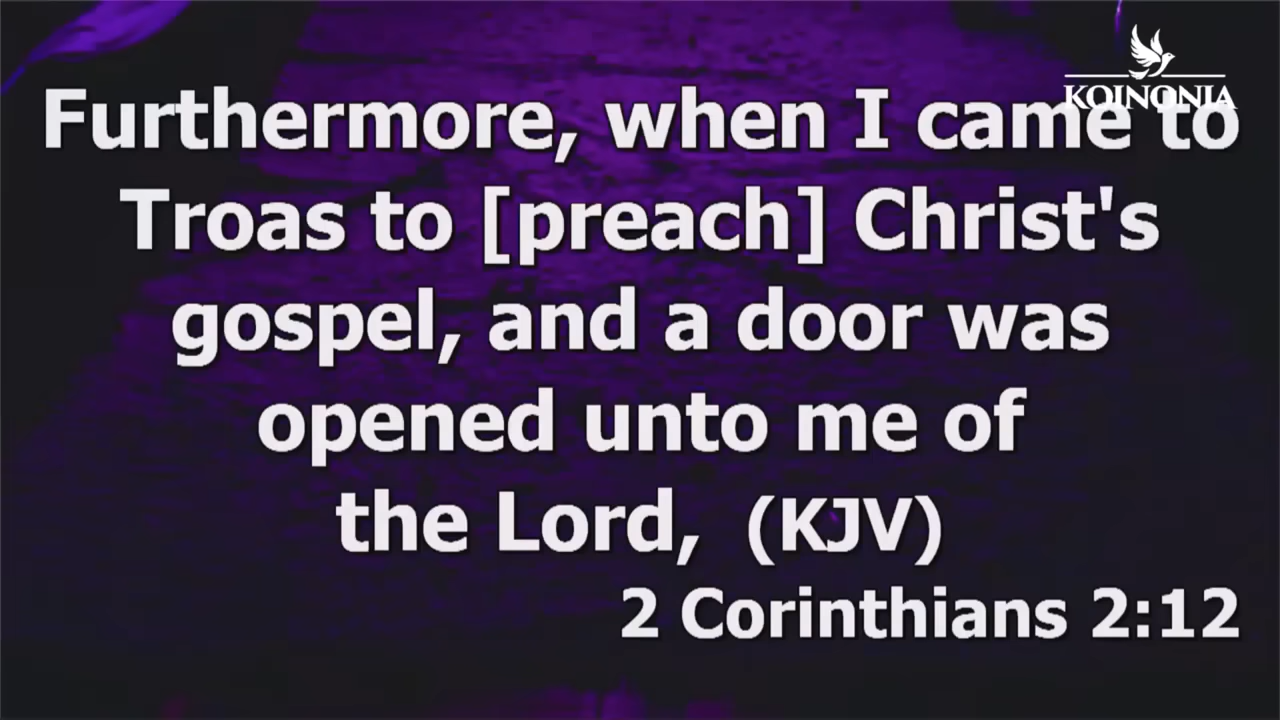 KOINONIA
Furthermore, when I came to
Troas to [preach] Christ's
gospel, and a door was
opened unto me of
the Lord, (KJV)
2 Corinthians 2:12